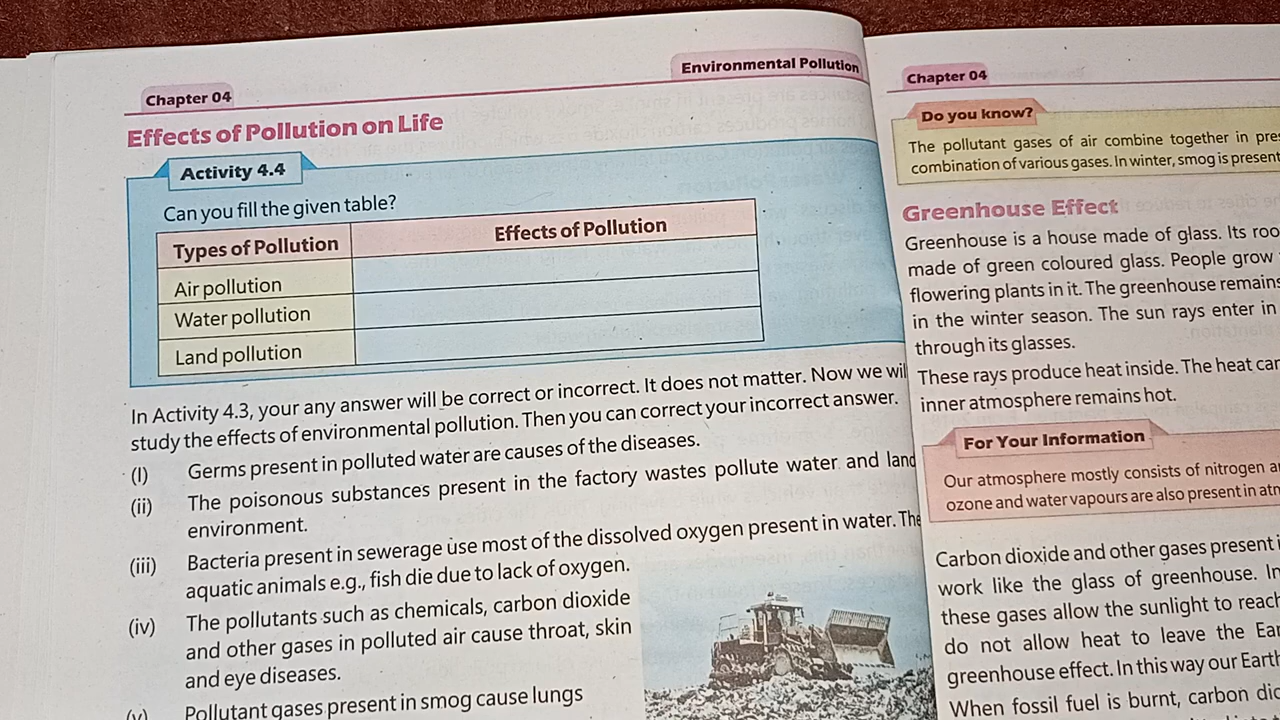 Chapter 04
Environmental Pollution
Effects of Pollution on Life
Activity 4.4
Can you fill the given table?
Types of Pollution Effects of Pollution
Air pollution
Water pollution
Land pollution
In Activity 4.3, your any answer will be correct or incorrect. It does not matter. Now we will
study the effects of environmental pollution. Then you can correct your incorrect answer.
(I) Germs present in polluted water are causes of the diseases.
(ii) The poisonous substances present in the factory wastes pollute water and land
environment.
(iii) Bacteria present in sewerage use most of the dissolved oxygen present in water. The
aquatic animals e.g., fish die due to lack of oxygen.
(iv) The pollutants such as chemicals, carbon dioxide
and other gases in polluted air cause throat, skin
and eye diseases.
(v) Pollutant gases present in smog cause lungs
Chapter 04
Do you know?
The pollutant gases of air combine together in
combination of various gases. In winter, smog is present
Greenhouse Effect
Greenhouse is a house made of glass. Its
made of green coloured glass. People grow
flowering plants in it. The greenhouse remains
in the winter season. The sun rays enter in
through its glasses.
These rays produce heat inside. The heat
inner atmosphere remains hot.
For Your Information
Our atmosphere mostly consists of nitrogen
ozone and water vapours are also present in
Carbon dioxide and other gases present
work like the glass of greenhouse. In
these gases allow the sunlight to reach
do not allow heat to leave the
greenhouse effect. In this way our Earth
When fossil fuel is burnt, carbon